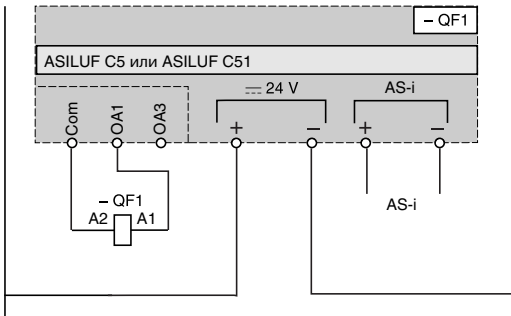 – QF1
ASILUF C5 или ASILUF C51
24 V
AS-i
Com
OA1
OA3
+
–
+
–
– QF1
A2
A1
AS-i